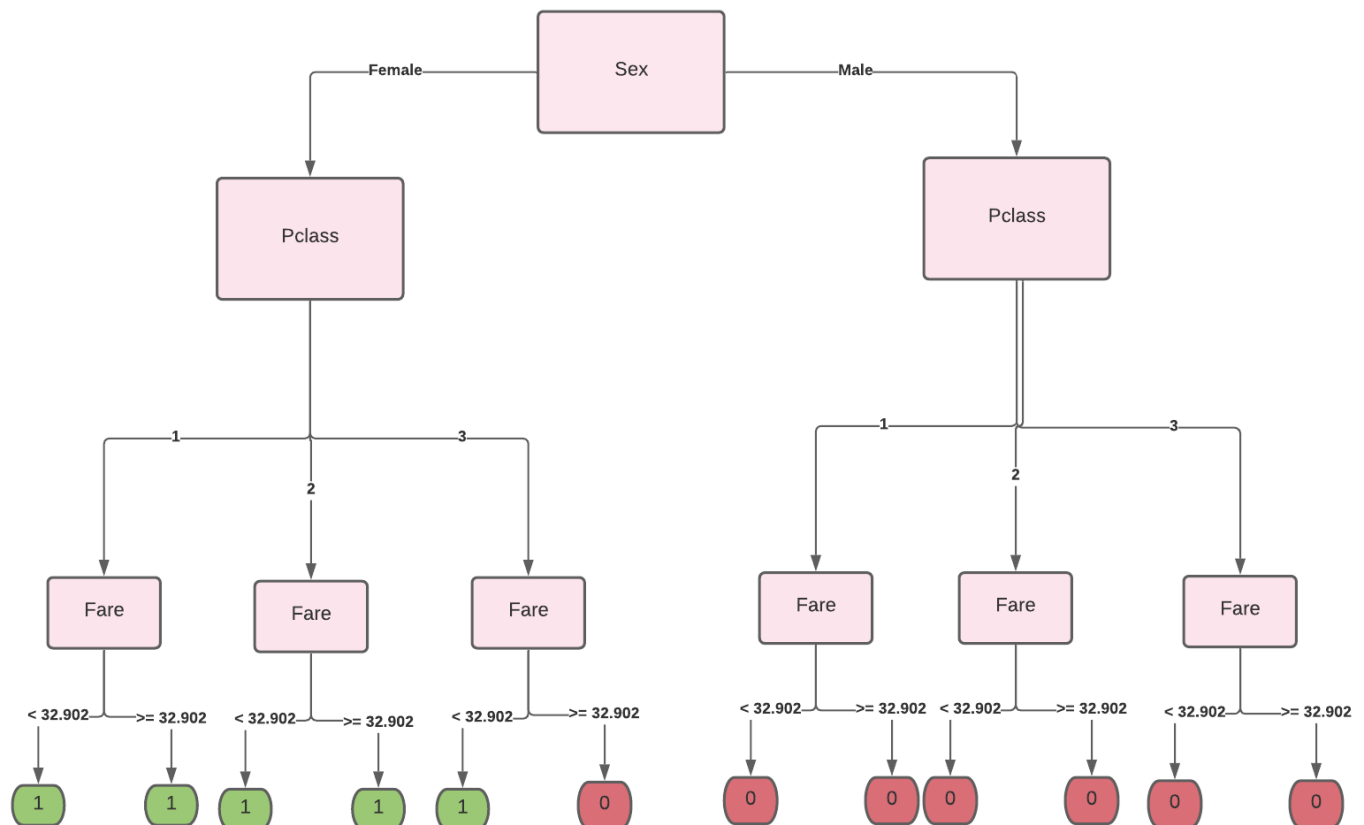 Sex
Female
Male
Pclass
Pclass
1
2
3
1
2
3
Fare
Fare
Fare
Fare
Fare
Fare
< 32.902
>= 32.902
< 32.902
>= 32.902
< 32.902
>= 32.902
< 32.902
>= 32.902
< 32.902
>= 32.902
< 32.902
>= 32.902
1
1
1
1
1
0
0
0
0
0
0
0